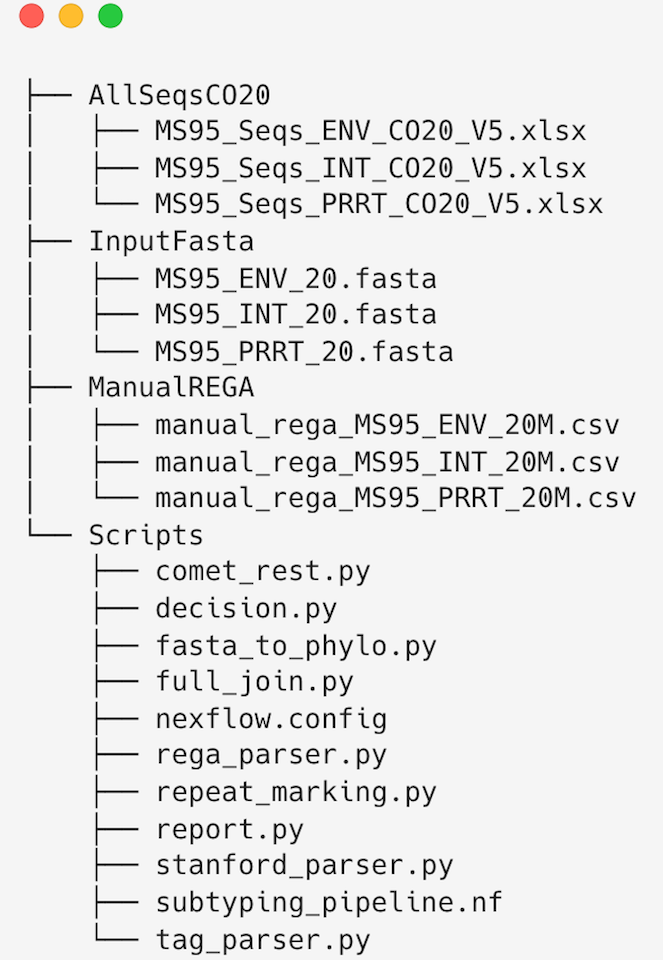 ├── AllSeqsCO20
│   ├── MS95_Seqs_ENV_CO20_V5.xlsx
│   ├── MS95_Seqs_INT_CO20_V5.xlsx
│   └── MS95_Seqs_PRRT_CO20_V5.xlsx
├── InputFasta
│   ├── MS95_ENV_20.fasta
│   ├── MS95_INT_20.fasta
│   └── MS95_PRRT_20.fasta
├── ManualREGA
│   ├── manual_rega_MS95_ENV_20M.csv
│   ├── manual_rega_MS95_INT_20M.csv
│   └── manual_rega_MS95_PRRT_20M.csv
└── Scripts
    ├── comet_rest.py
    ├── decision.py
    ├── fasta_to_phylo.py
    ├── full_join.py
    ├── nexflow.config
    ├── rega_parser.py
    ├── repeat_marking.py
    ├── report.py
    ├── stanford_parser.py
    ├── subtyping_pipeline.nf
    └── tag_parser.py